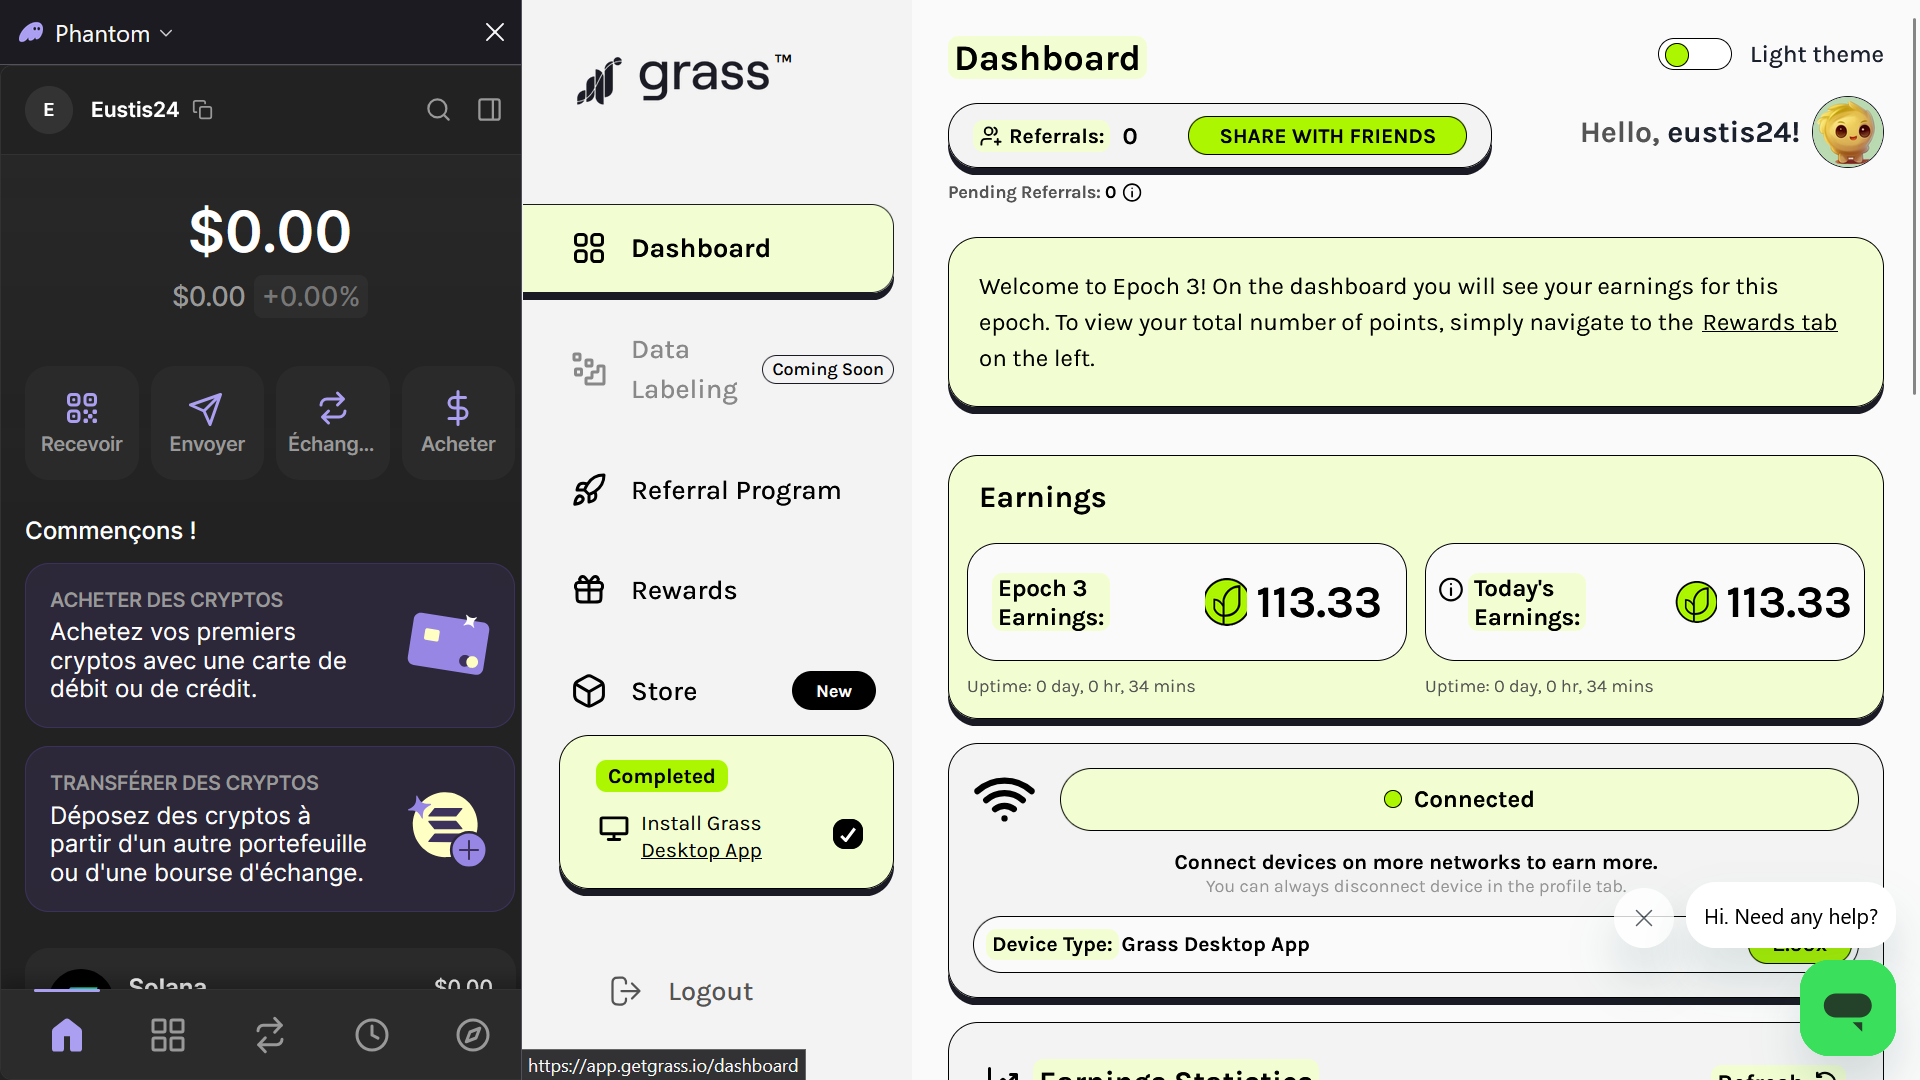 Phantom
E
Eustis24
$0.00
$0.00 +0.00%
Recevoir
Envoyer
Échang...
Acheter
Commençons !
ACHETER DES CRYPTOS
Achetez vos premiers
cryptos avec une carte de
débit ou de crédit.
TRANSFÉRER DES CRYPTOS
Déposez des cryptos à
partir d'un autre portefeuille
ou d'une bourse d'échange.
Solana
$0.00
grass™
Dashboard
Data
Labeling
Coming Soon
Referral Program
Rewards
Store
New
Completed
Install Grass
Desktop App
Logout
https://app.getgrass.io/dashboard
Dashboard
Light theme
Referrals: 0
SHARE WITH FRIENDS
Hello, eustis24!
Pending Referrals: 0
Welcome to Epoch 3! On the dashboard you will see your earnings for this
epoch. To view your total number of points, simply navigate to the Rewards tab
on the left.
Earnings
Epoch 3
Earnings:
113.33
Today's
Earnings:
113.33
Uptime: 0 day, 0 hr, 34 mins
Uptime: 0 day, 0 hr, 34 mins
Connected
Connect devices on more networks to earn more.
You can always disconnect device in the profile tab.
Hi. Need any help?
Device Type: Grass Desktop App
Earnings Statistics
Refresh